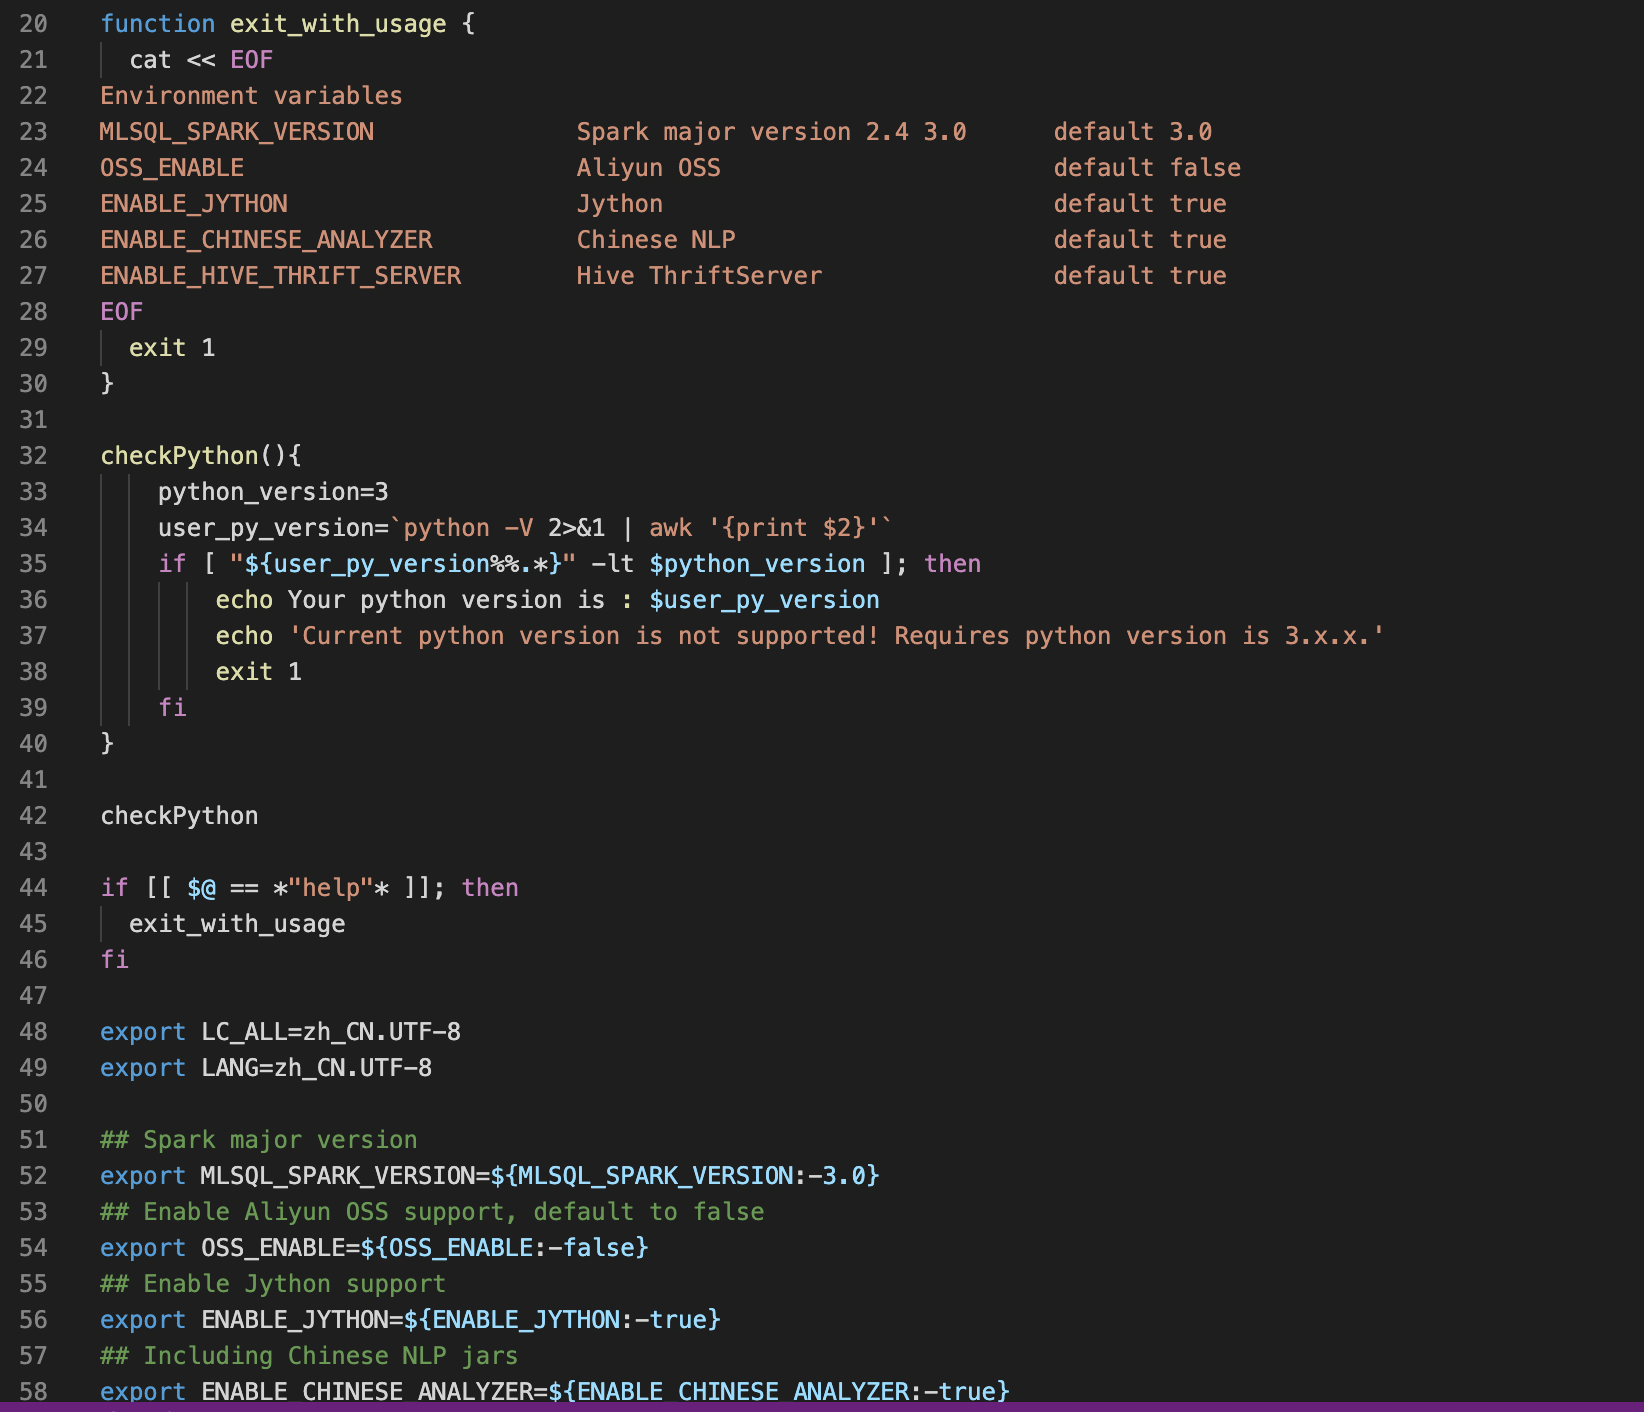 20 function exit_with_usage {
21   cat << EOF
22 Environment variables
23 MLSQL_SPARK_VERSION              Spark major version 2.4 3.0      default 3.0
24 OSS_ENABLE                       Aliyun OSS                       default false
25 ENABLE_JYTHON                    Jython                           default true
26 ENABLE_CHINESE_ANALYZER          Chinese NLP                      default true
27 ENABLE_HIVE_THRIFT_SERVER        Hive ThriftServer                default true
28 EOF
29   exit 1
30 }
31
32 checkPython(){
33     python_version=3
34     user_py_version=`python -V 2>&1 | awk '{print $2}'`
35     if [ "${user_py_version%%.*}" -lt $python_version ]; then
36         echo Your python version is : $user_py_version
37         echo 'Current python version is not supported! Requires python version is 3.x.x.'
38         exit 1
39     fi
40 }
41
42 checkPython
43
44 if [[ $@ == *"help"* ]]; then
45   exit_with_usage
46 fi
47
48 export LC_ALL=zh_CN.UTF-8
49 export LANG=zh_CN.UTF-8
50
51 ## Spark major version
52 export MLSQL_SPARK_VERSION=${MLSQL_SPARK_VERSION:-3.0}
53 ## Enable Aliyun OSS support, default to false
54 export OSS_ENABLE=${OSS_ENABLE:-false}
55 ## Enable Jython support
56 export ENABLE_JYTHON=${ENABLE_JYTHON:-true}
57 ## Including Chinese NLP jars
58 export ENABLE_CHINESE_ANALYZER=${ENABLE_CHINESE_ANALYZER:-true}